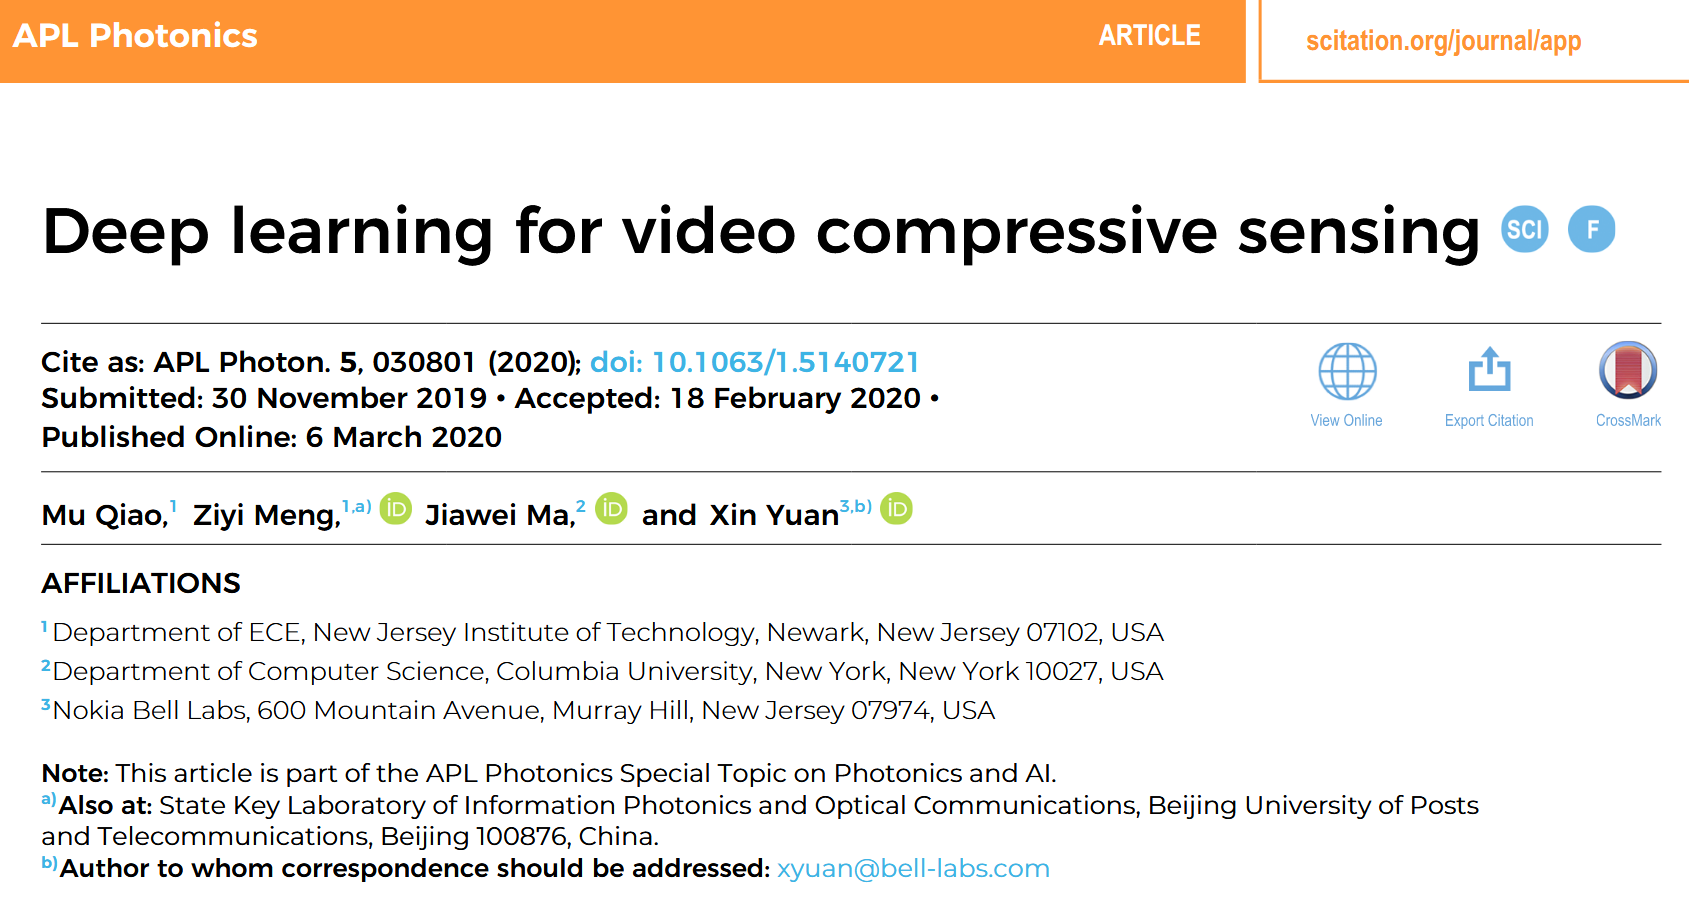 APL Photonics ARTICLE scitation.org/journal/app
Deep learning for video compressive sensing SCI F
Cite as: APL Photon. 5, 030801 (2020); doi: 10.1063/1.5140721
Submitted: 30 November 2019 • Accepted: 18 February 2020 •
Published Online: 6 March 2020
View Online Export Citation CrossMark
Mu Qiao,1 Ziyi Meng,1,a) iD Jiawei Ma,2 iD and Xin Yuan3,b) iD
AFFILIATIONS
1 Department of ECE, New Jersey Institute of Technology, Newark, New Jersey 07102, USA
2 Department of Computer Science, Columbia University, New York, New York 10027, USA
3 Nokia Bell Labs, 600 Mountain Avenue, Murray Hill, New Jersey 07974, USA
Note: This article is part of the APL Photonics Special Topic on Photonics and AI.
a) Also at: State Key Laboratory of Information Photonics and Optical Communications, Beijing University of Posts
and Telecommunications, Beijing 100876, China.
b) Author to whom correspondence should be addressed: xyuan@bell-labs.com